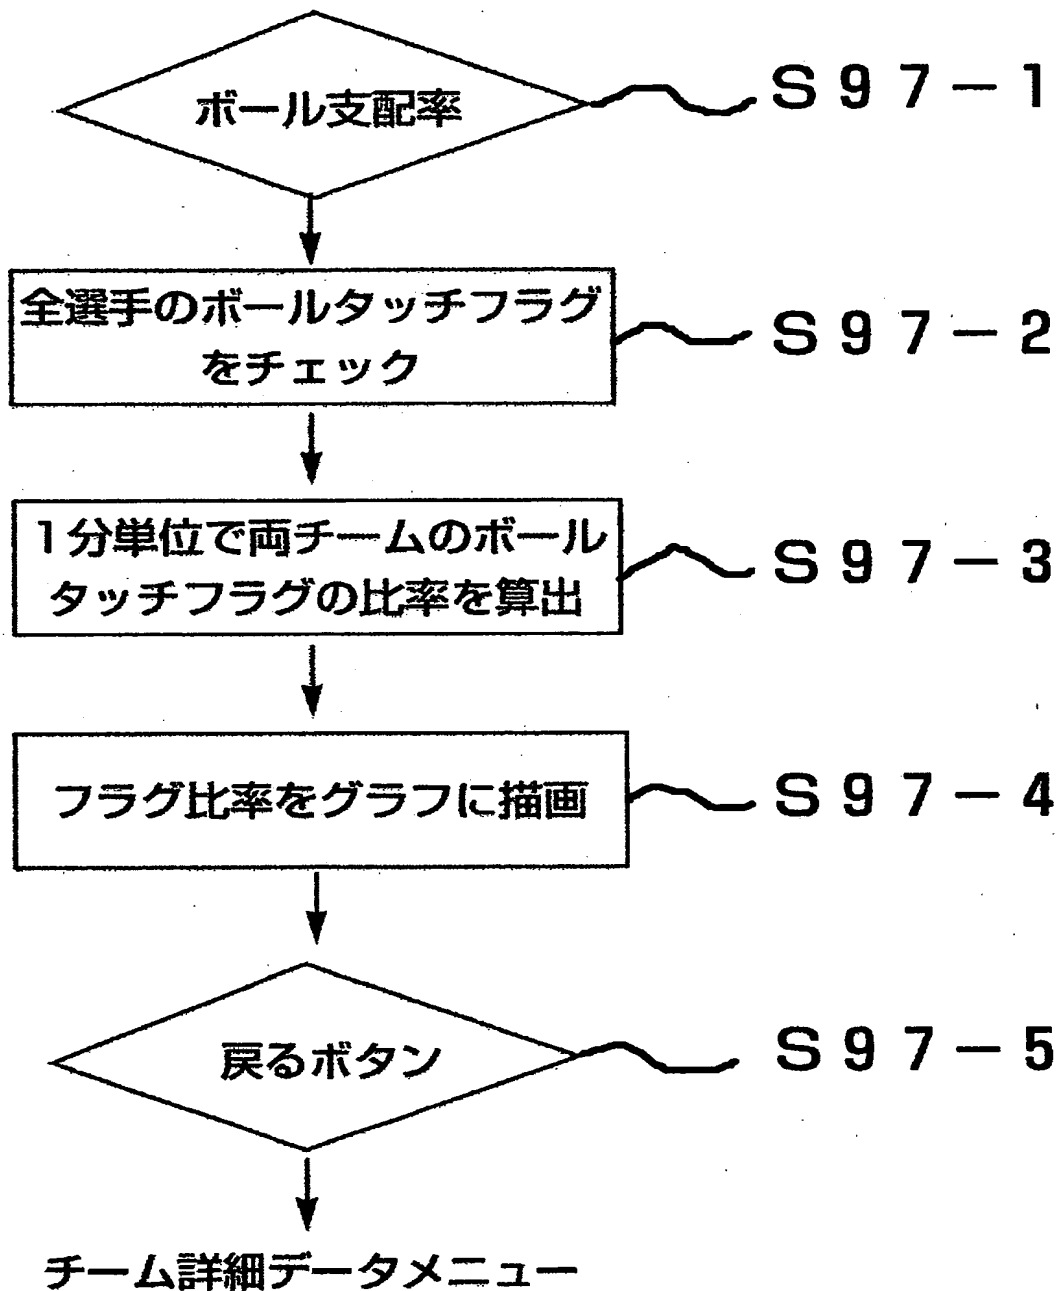 ボール支配率
S97-1
全選手のボールタッチフラグ
をチェック
S97-2
1分単位で両チームのボール
タッチフラグの比率を算出
S97-3
フラグ比率をグラフに描画
S97-4
戻るボタン
S97-5
チーム詳細データメニュー